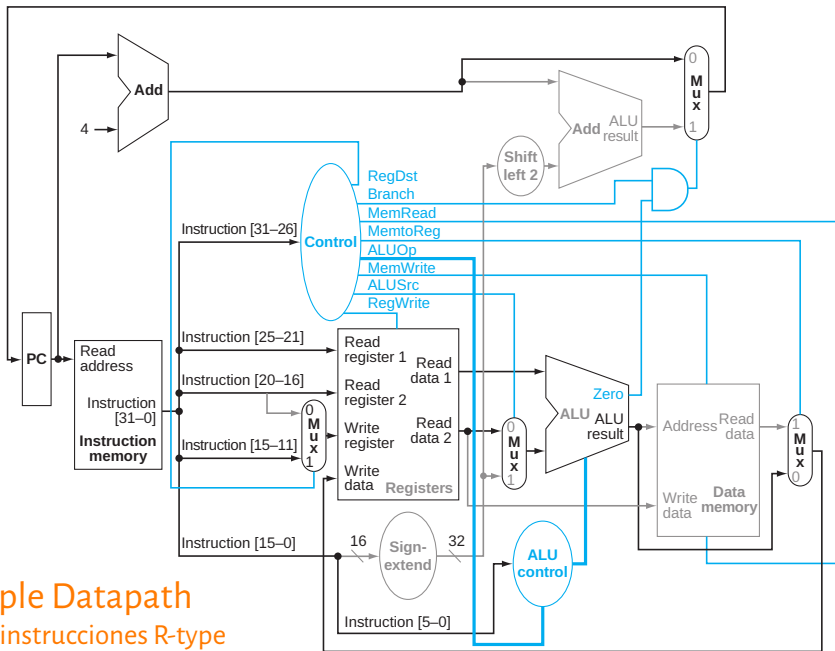 Add
4
0
Mux
1
Add
ALU
result
Shift
left 2
RegDst
Branch
MemRead
MemtoReg
ALUOp
MemWrite
ALUSrc
RegWrite
Control
Instruction [31–26]
PC
Read
address
Instruction
[31–0]
Instruction
memory
Instruction [25–21]
Instruction [20–16]
Instruction [15–11]
0
Mux
1
Read
register 1
Read
register 2
Write
register
Write
data
Read
data 1
Read
data 2
Registers
0
Mux
1
Zero
ALU
ALU
result
Address
Read
data
Write
data
Data
memory
1
Mux
0
Instruction [15–0]
16
Sign-
extend
32
ALU
control
Instruction [5–0]
ple Datapath
instrucciones R-type